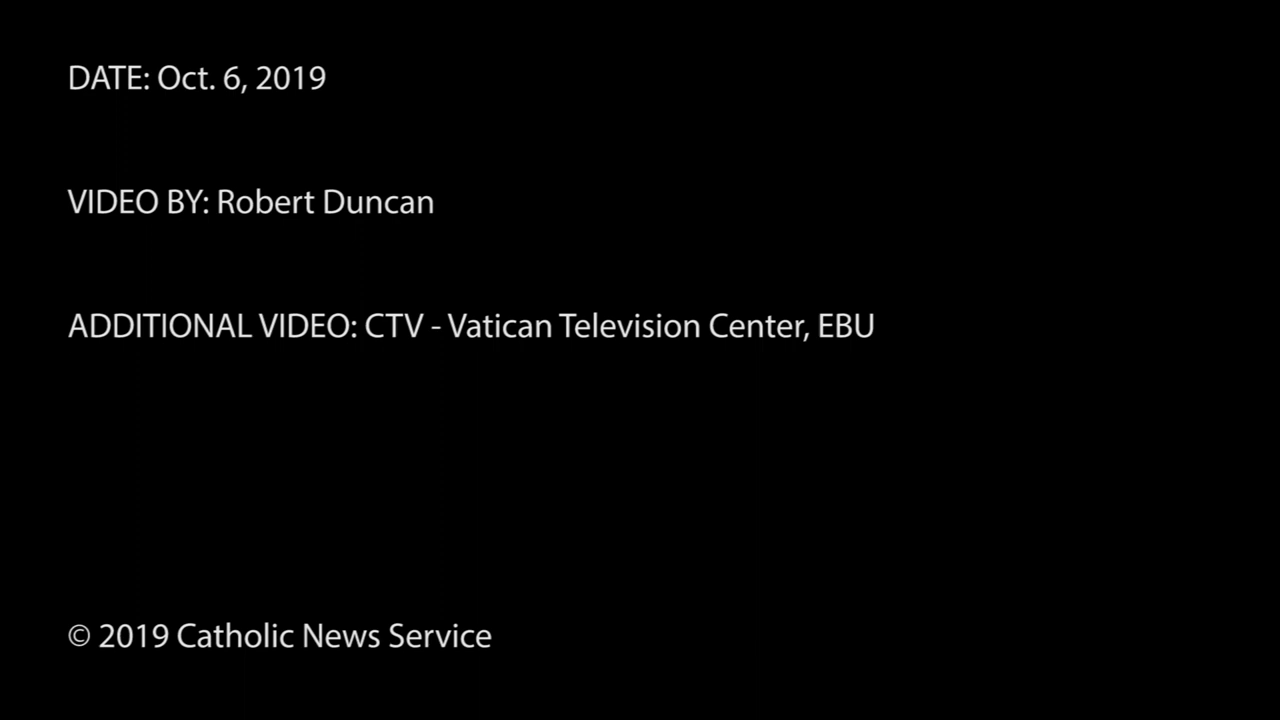 DATE: Oct. 6, 2019
VIDEO BY: Robert Duncan
ADDITIONAL VIDEO: CTV - Vatican Television Center, EBU
© 2019 Catholic News Service